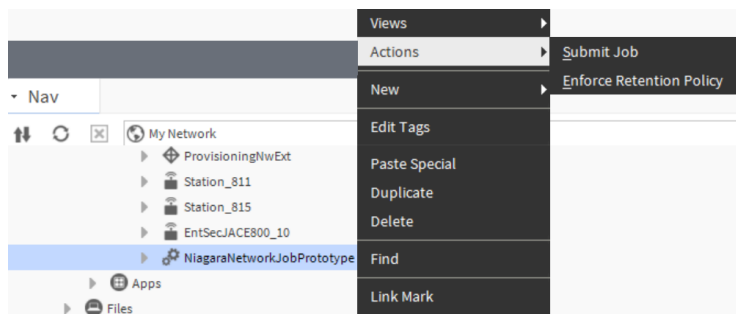 Views
Actions
Submit Job
Enforce Retention Policy
New
Nav
Edit Tags
My Network
ProvisioningNwExt
Paste Special
Station_811
Duplicate
Station_815
Delete
EntSecJACE800_10
NiagaraNetworkJobPrototype
Find
Apps
Link Mark
Files